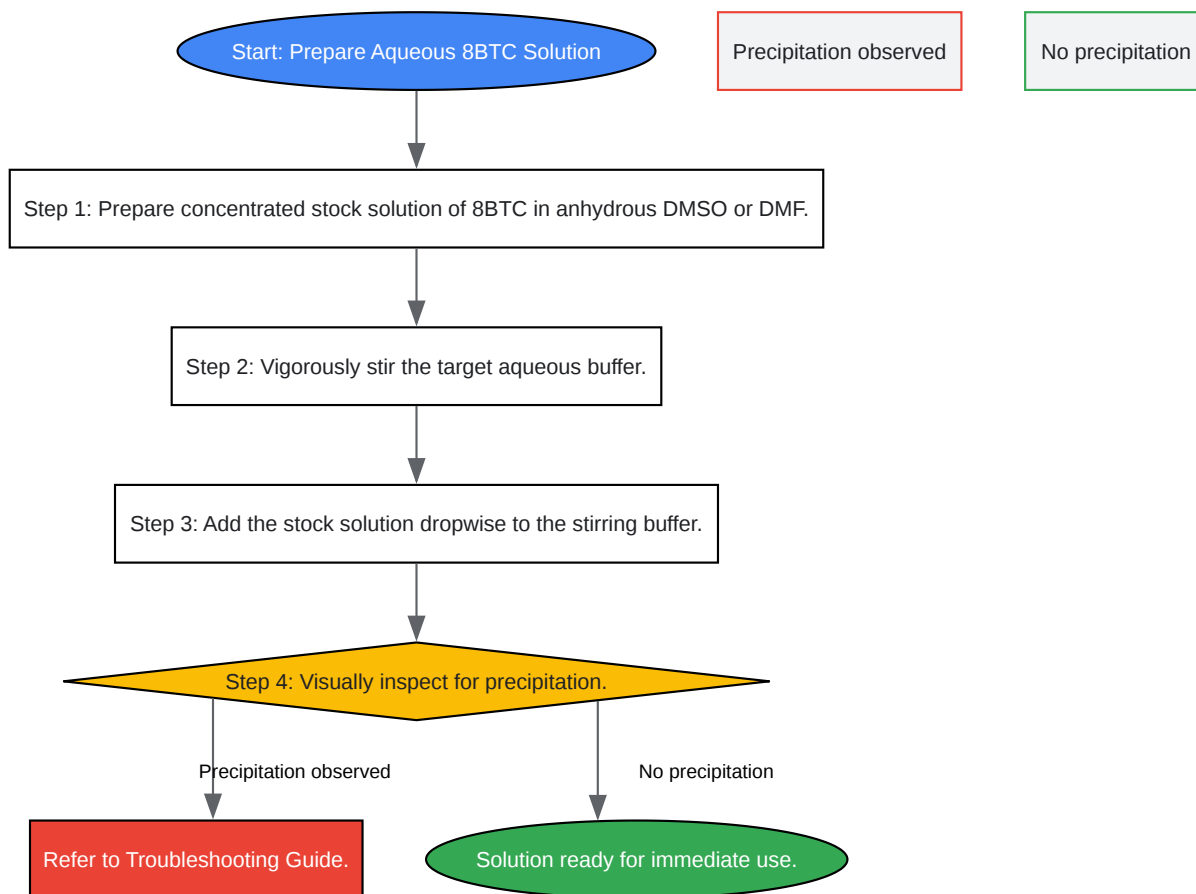 Start: Prepare Aqueous 8BTC Solution
Precipitation observed
No precipitation
Step 1: Prepare concentrated stock solution of 8BTC in anhydrous DMSO or DMF.
Step 2: Vigorously stir the target aqueous buffer.
Step 3: Add the stock solution dropwise to the stirring buffer.
Step 4: Visually inspect for precipitation.
Precipitation observed
No precipitation
Refer to Troubleshooting Guide.
Solution ready for immediate use.